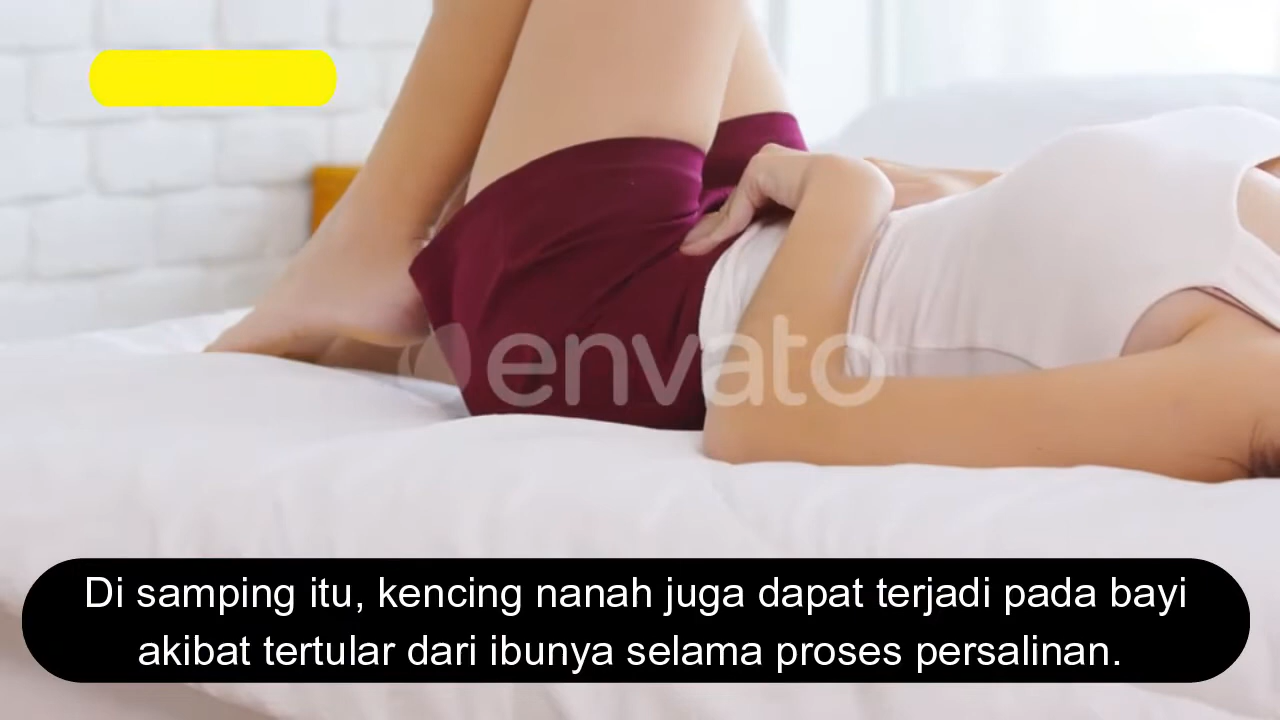 envato
Di samping itu, kencing nanah juga dapat terjadi pada bayi
akibat tertular dari ibunya selama proses persalinan.